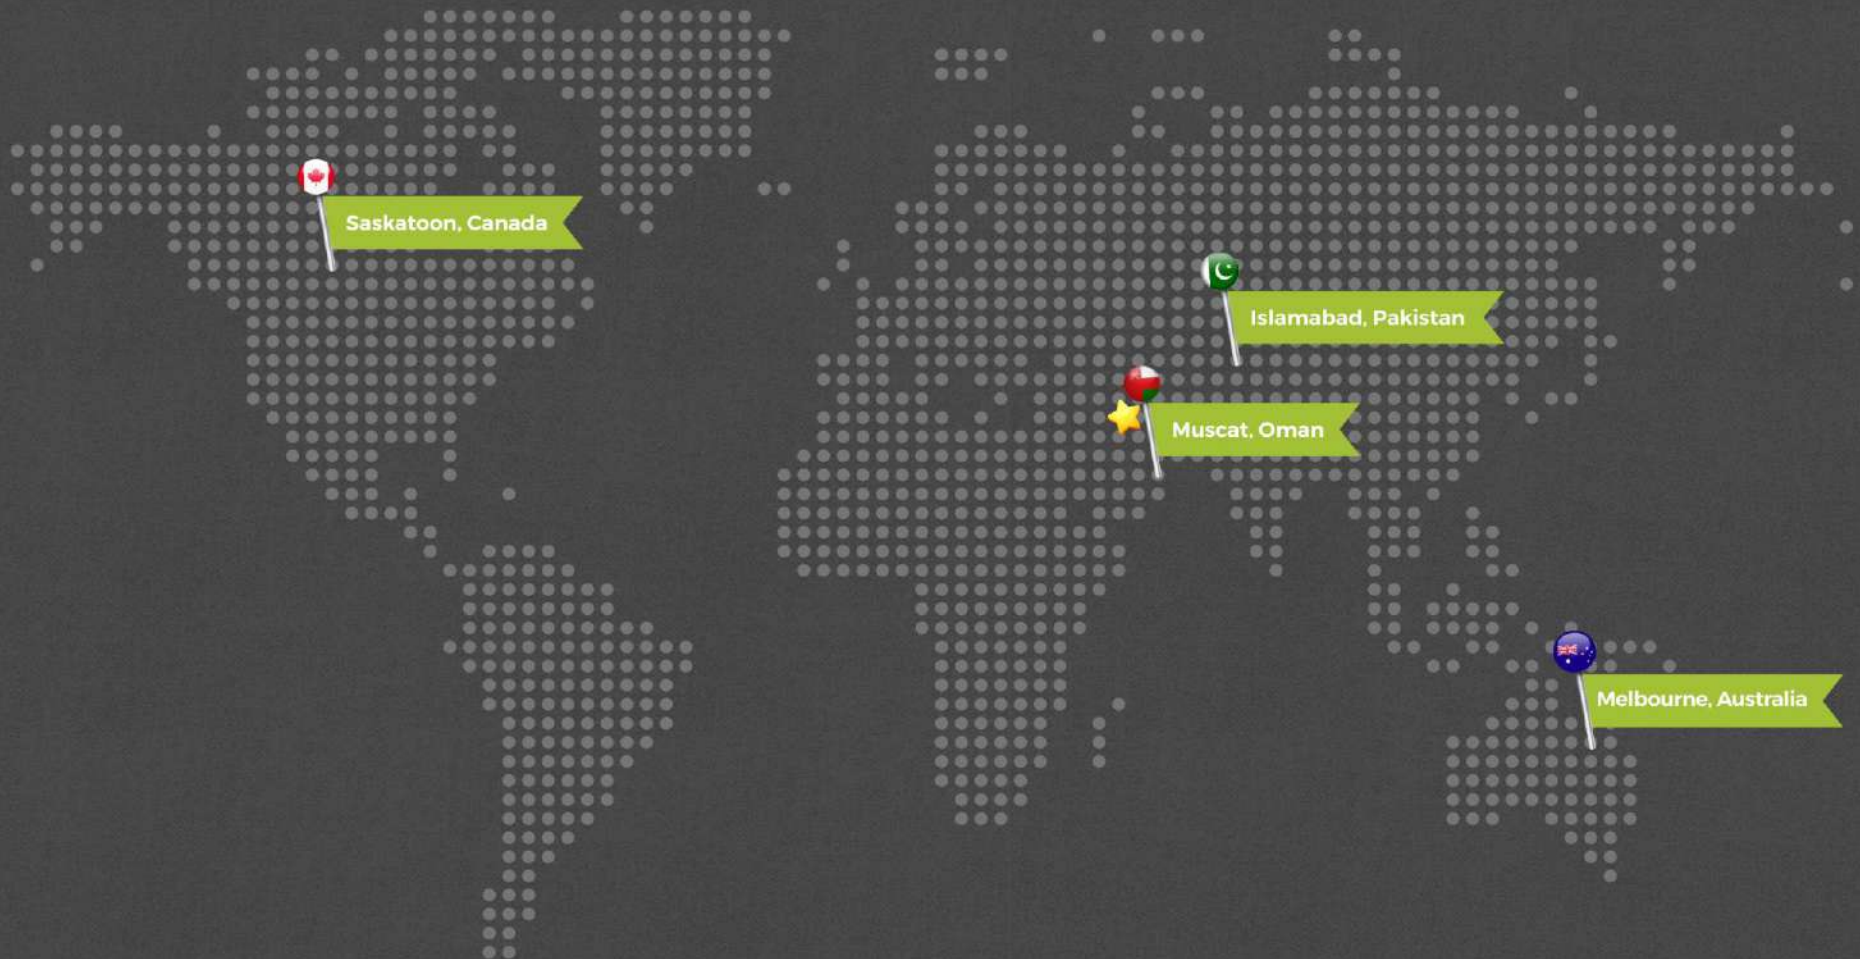 Saskatoon, Canada
Islamabad, Pakistan
Muscat, Oman
Melbourne, Australia